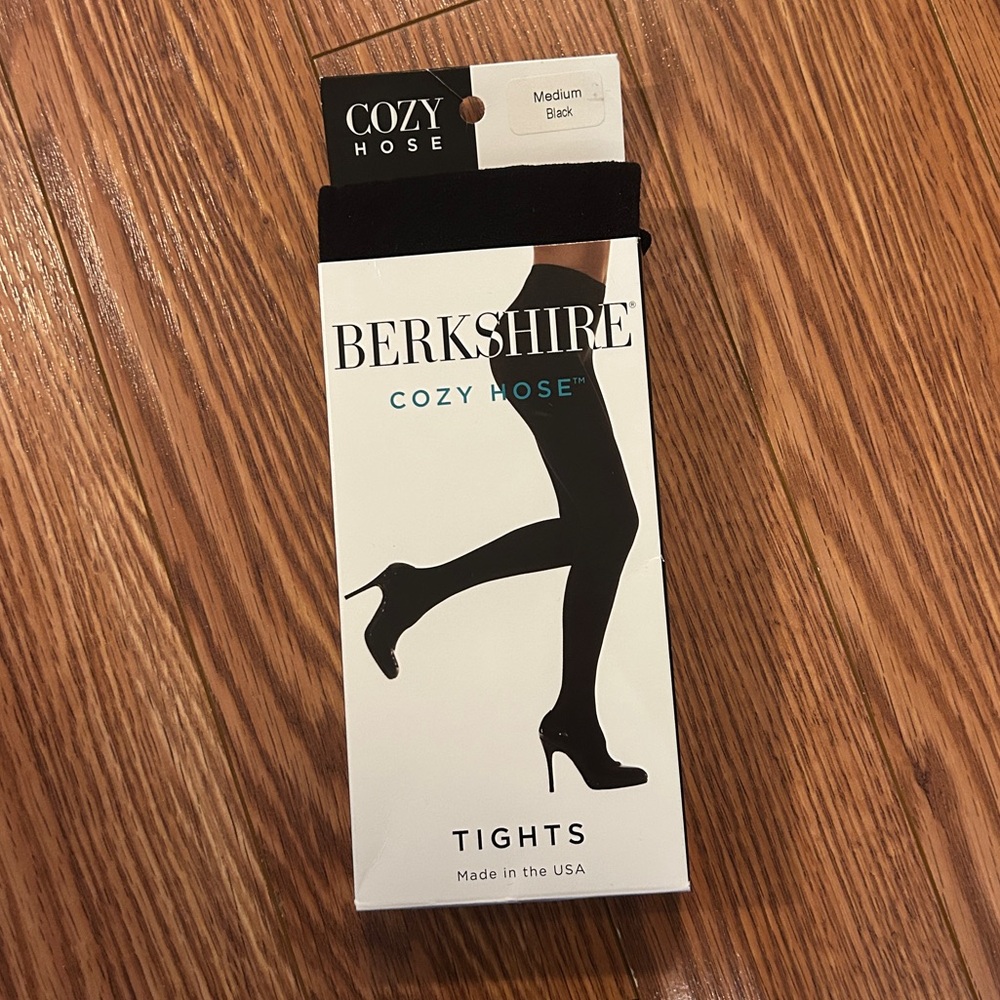 COZY
HOSE
Medium
Black
BERKSHIRE®
COZY HOSE™
TIGHTS
Made in the USA